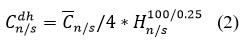 $C_{n/s}^{dh} = \overline{C}_{n/s}/4 * H_{n/s}^{100/0.25}$ (2)